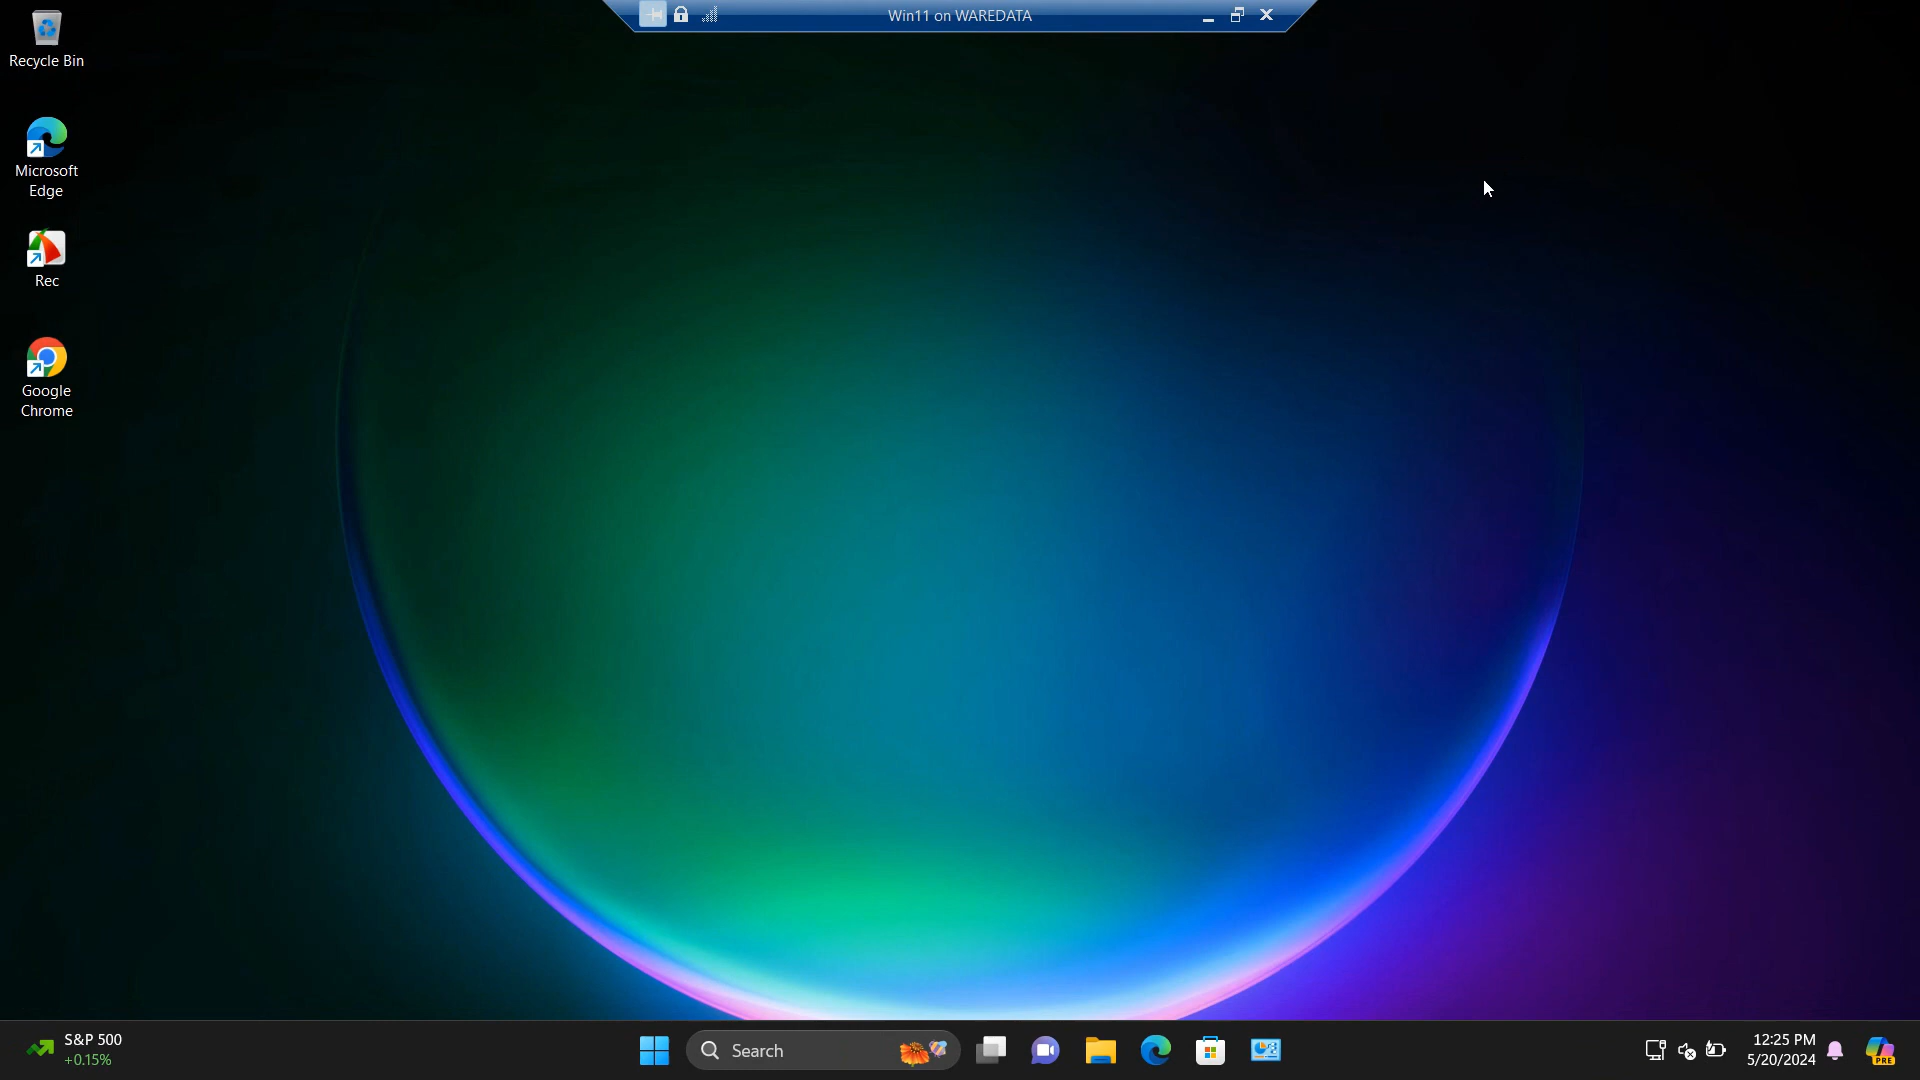 Win11 on WAREDATA
Recycle Bin
Microsoft
Edge
Rec
Google
Chrome
S&P 500
+0.15%
Search
12:25 PM
5/20/2024
PRE